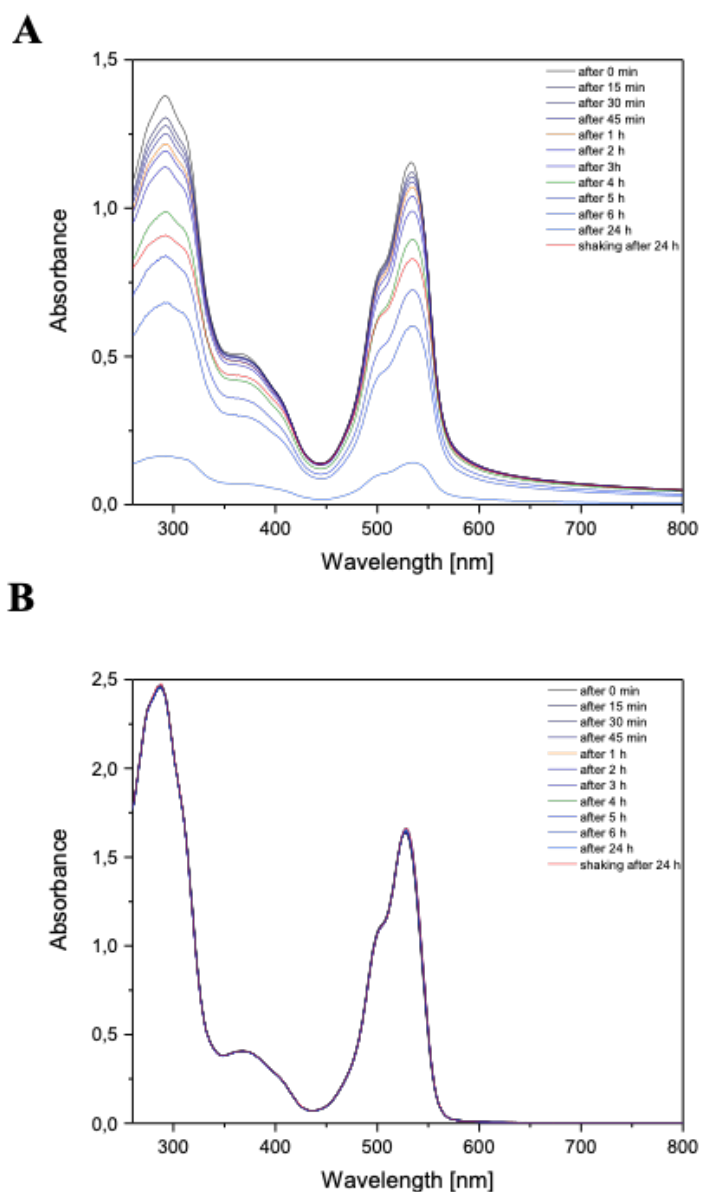 A
1,5
1,0
0,5
0,0
Absorbance
after 0 min
after 15 min
after 30 min
after 45 min
after 1 h
after 2 h
after 3h
after 4 h
after 5 h
after 6 h
after 24 h
shaking after 24 h
300 400 500 600 700 800
Wavelength [nm]
B
2,5
2,0
1,5
1,0
0,5
0,0
Absorbance
after 0 min
after 15 min
after 30 min
after 45 min
after 1 h
after 2 h
after 3 h
after 4 h
after 5 h
after 6 h
after 24 h
shaking after 24 h
300 400 500 600 700 800
Wavelength [nm]